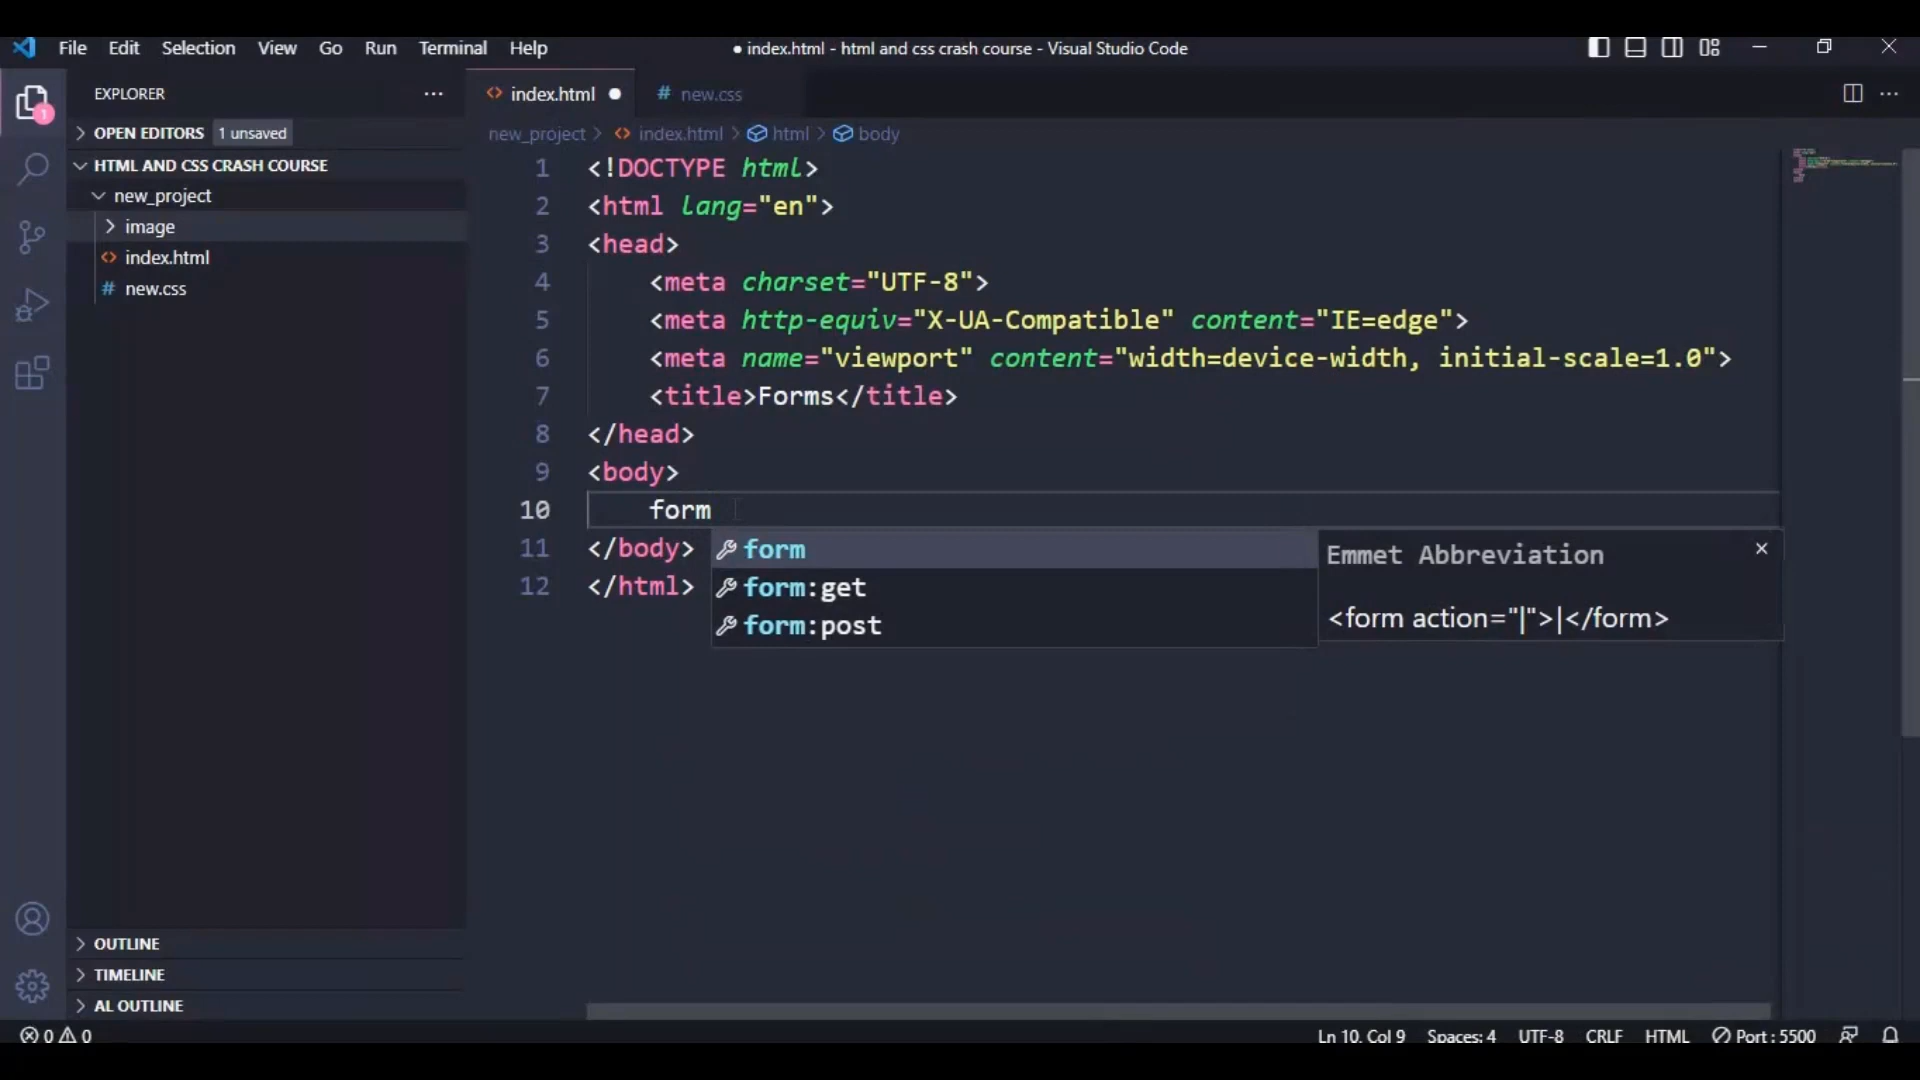 File Edit Selection View Go Run Terminal Help
● index.html - html and css crash course - Visual Studio Code
EXPLORER
1
OPEN EDITORS 1 unsaved
HTML AND CSS CRASH COURSE
new_project
image
index.html
# new.css
OUTLINE
TIMELINE
AL OUTLINE
index.html
# new.css
new_project > index.html > html > body
1 <!DOCTYPE html>
2 <html lang="en">
3 <head>
4 <meta charset="UTF-8">
5 <meta http-equiv="X-UA-Compatible" content="IE=edge">
6 <meta name="viewport" content="width=device-width, initial-scale=1.0">
7 <title>Forms</title>
8 </head>
9 <body>
10 form
11 </body>
12 </html>
form
form:get
form:post
Emmet Abbreviation
<form action="|">|</form>
0 0
Ln 10, Col 9 Spaces: 4 UTF-8 CRLF HTML Port : 5500